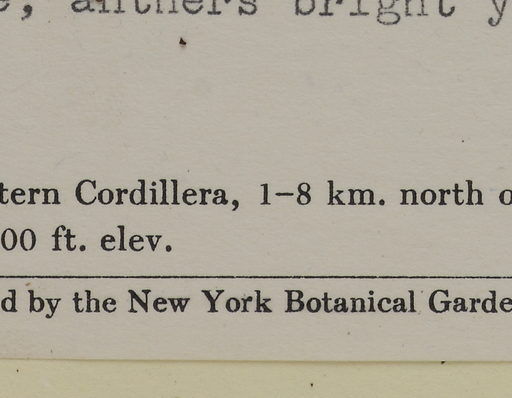 , anthers bright y
tern Cordillera, 1–8 km. north o
00 ft. elev.
d by the New York Botanical Garde